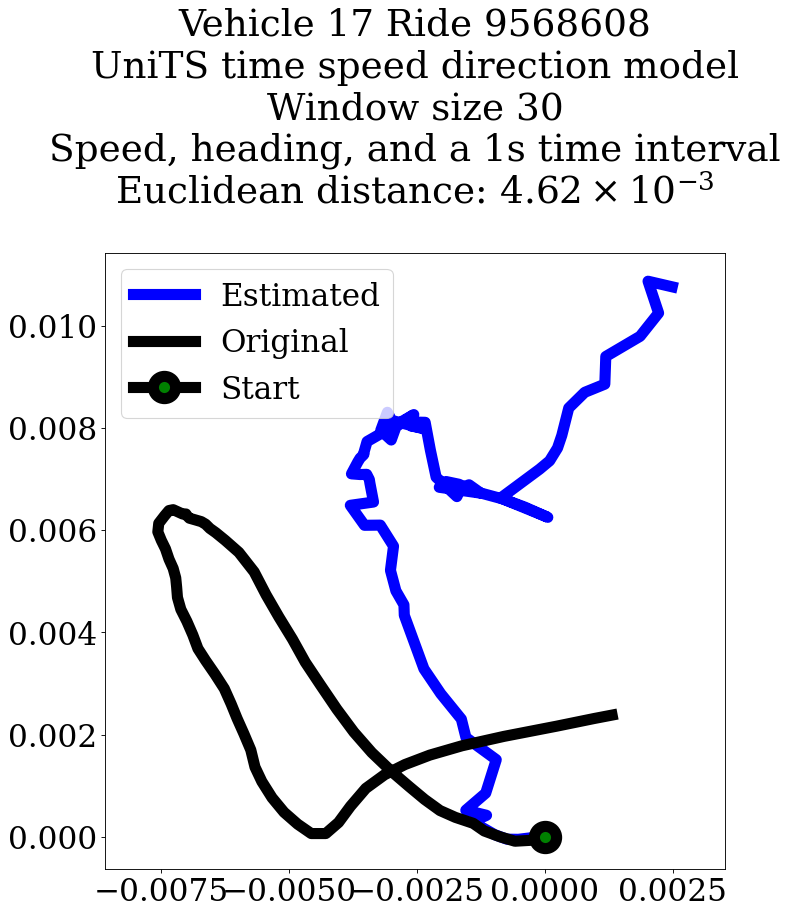 Vehicle 17 Ride 9568608
UniTS time speed direction model
Window size 30
Speed, heading, and a 1s time interval
Euclidean distance: 4.62 × 10⁻³
Estimated
Original
Start
0.010
0.008
0.006
0.004
0.002
0.000
−0.0075 −0.0050 −0.0025 0.0000 0.0025